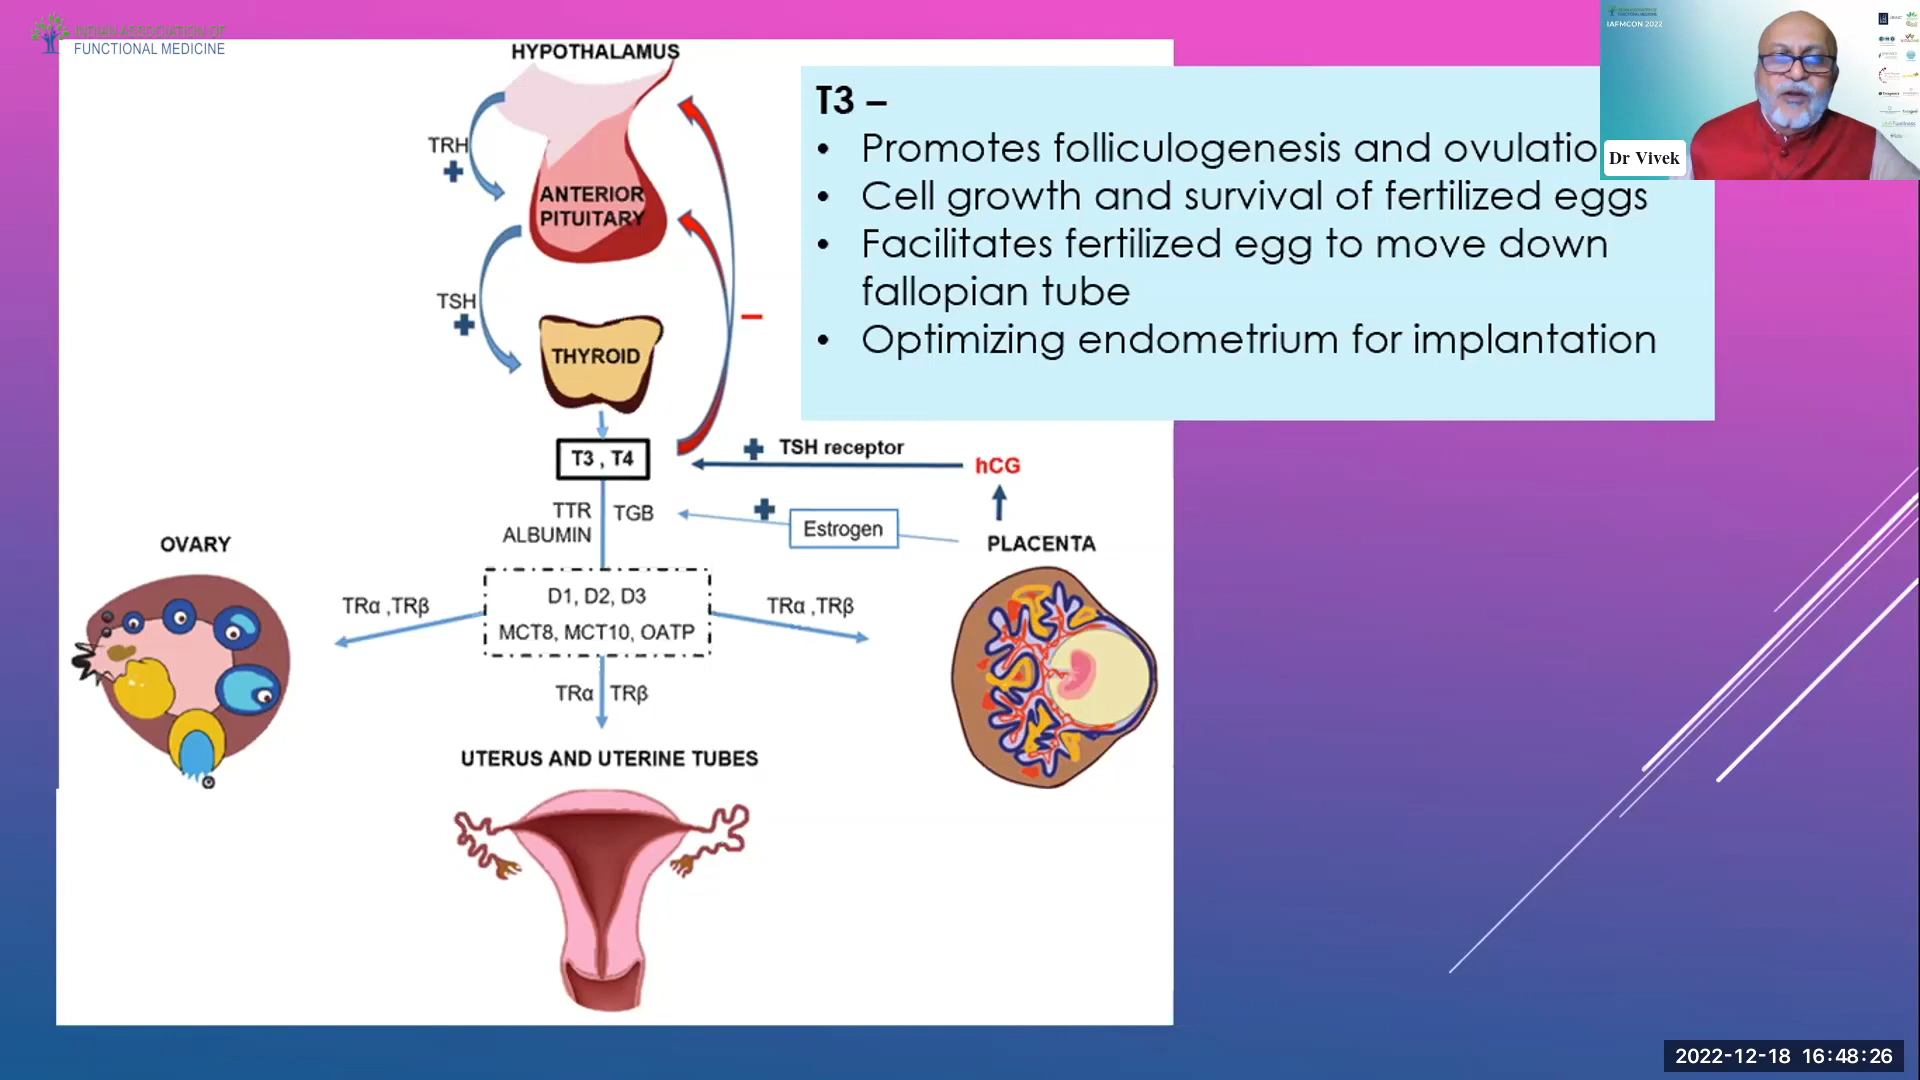 INDIAN ASSOCIATION OF
FUNCTIONAL MEDICINE
IAFMCON 2022
Dr Vivek
HYPOTHALAMUS
TRH
ANTERIOR
PITUITARY
TSH
THYROID
T3 , T4
T3 –
• Promotes folliculogenesis and ovulatio
• Cell growth and survival of fertilized eggs
• Facilitates fertilized egg to move down
fallopian tube
• Optimizing endometrium for implantation
TSH receptor
hCG
TTR
TGB
ALBUMIN
Estrogen
PLACENTA
OVARY
D1, D2, D3
MCT8, MCT10, OATP
TRα ,TRβ
TRα ,TRβ
TRα TRβ
UTERUS AND UTERINE TUBES
2022-12-18 16:48:26